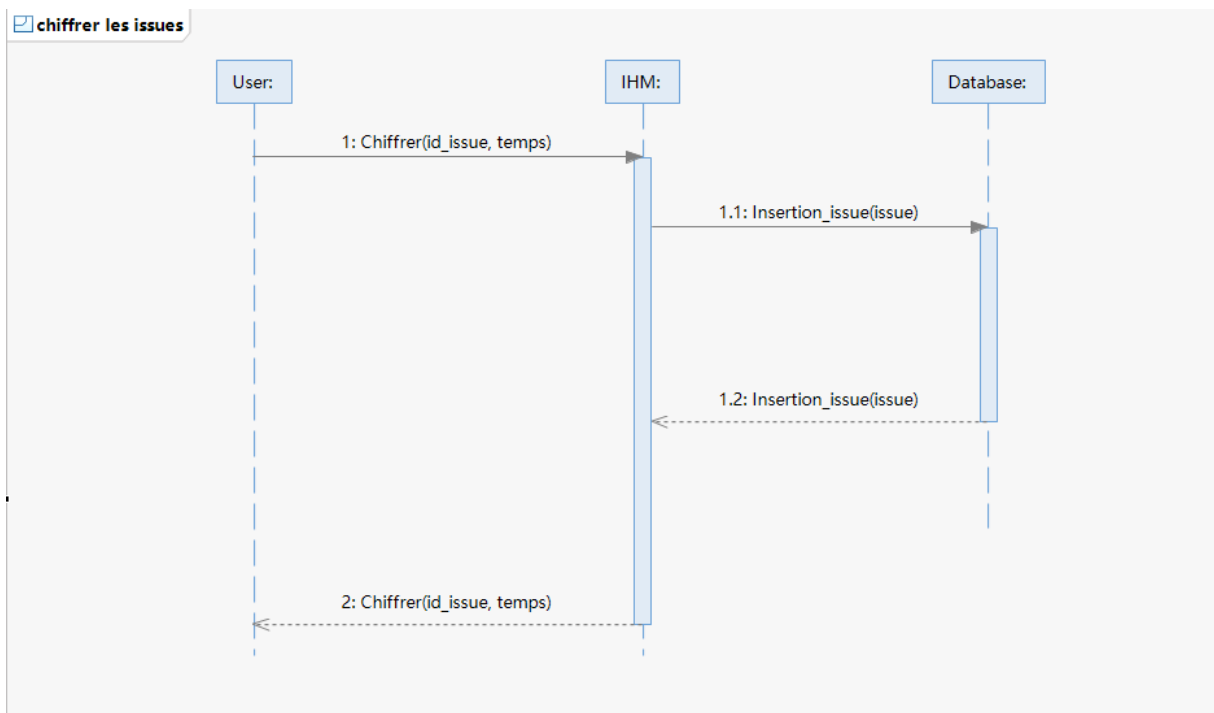 chiffrer les issues
User:
IHM:
Database:
1: Chiffrer(id_issue, temps)
1.1: Insertion_issue(issue)
1.2: Insertion_issue(issue)
2: Chiffrer(id_issue, temps)